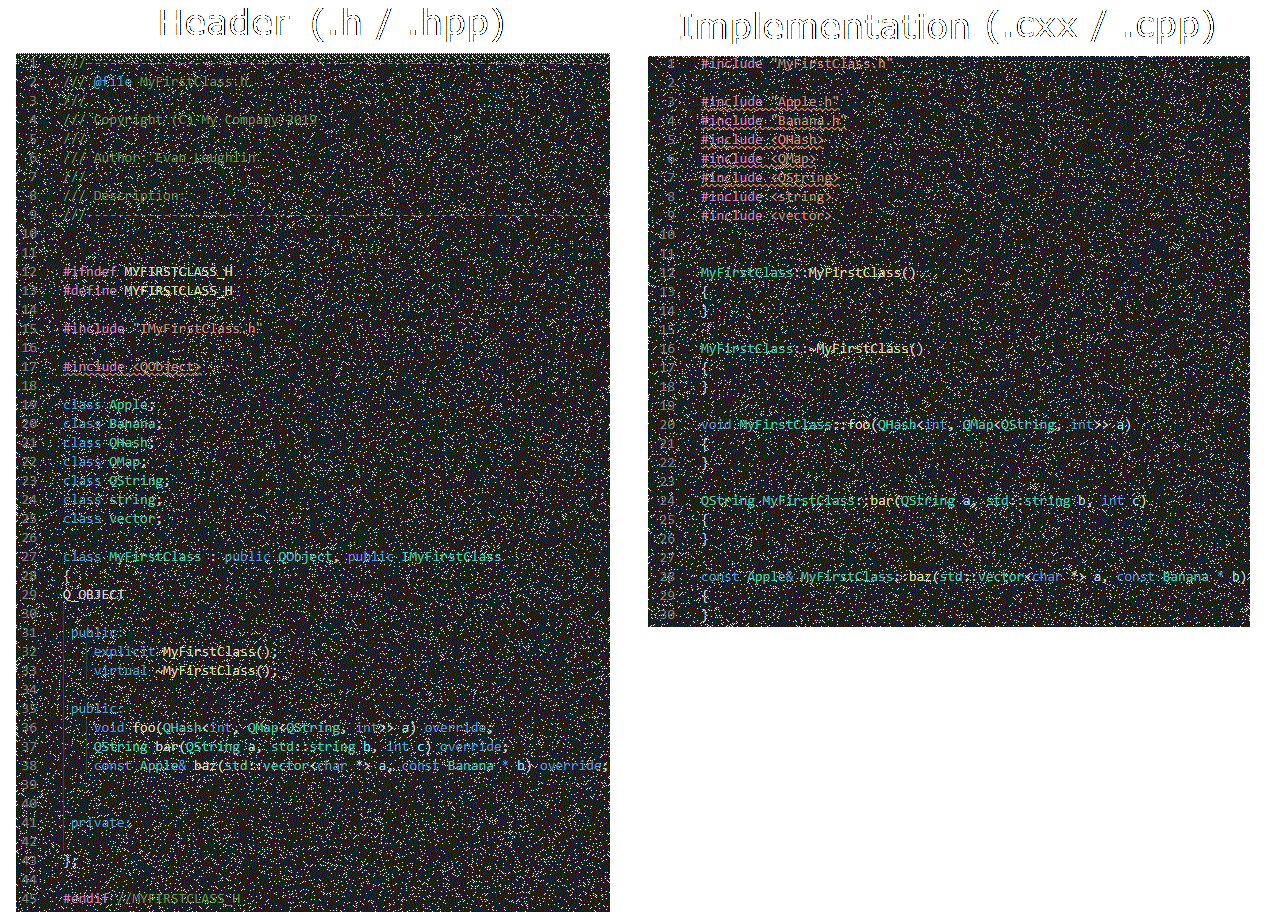 Header (.h / .hpp)
1 ///
2 /// @file MyFirstClass.h
3 ///
4 /// Copyright (C) My Company 2019
5 ///
6 /// Author: Evan Loughlin
7 ///
8 /// Description
9 ///
10
11
12 #ifndef MYFIRSTCLASS_H
13 #define MYFIRSTCLASS_H
14
15 #include "IMyFirstClass.h"
16
17 #include <QObject>
18
19 class Apple;
20 class Banana;
21 class QHash;
22 class QMap;
23 class QString;
24 class string;
25 class vector;
26
27 class MyFirstClass : public QObject, public IMyFirstClass
28 {
29 Q_OBJECT
30
31 public:
32 explicit MyFirstClass();
33 virtual ~MyFirstClass();
34
35 public:
36 void foo(QHash<int, QMap<QString, int>> a) override;
37 QString bar(QString a, std::string b, int c) override;
38 const Apple& baz(std::vector<char *> a, const Banana * b) override;
39
40
41 private:
42
43 };
44
45 #endif //MYFIRSTCLASS_H
Implementation (.cxx / .cpp)
1 #include "MyFirstClass.h"
2
3 #include "Apple.h"
4 #include "Banana.h"
5 #include <QHash>
6 #include <QMap>
7 #include <QString>
8 #include <string>
9 #include <vector>
10
11
12 MyFirstClass::MyFirstClass()
13 {
14 }
15
16 MyFirstClass::~MyFirstClass()
17 {
18 }
19
20 void MyFirstClass::foo(QHash<int, QMap<QString, int>> a)
21 {
22 }
23
24 QString MyFirstClass::bar(QString a, std::string b, int c)
25 {
26 }
27
28 const Apple& MyFirstClass::baz(std::vector<char *> a, const Banana * b)
29 {
30 }